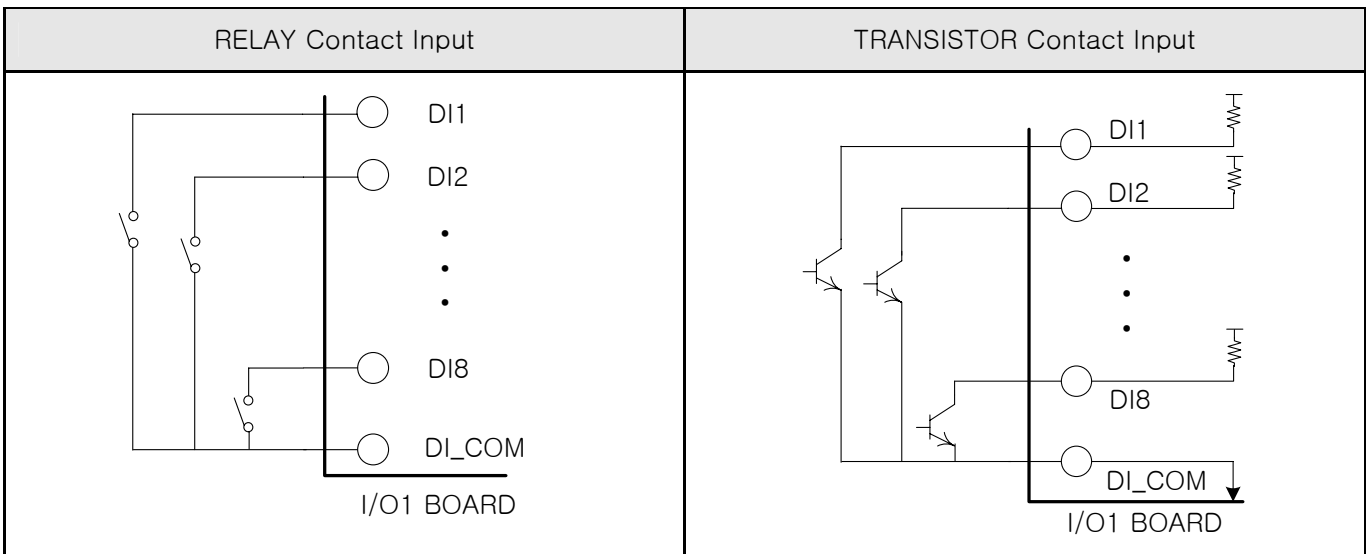 RELAY Contact Input
TRANSISTOR Contact Input
DI1
DI2
DI8
DI_COM
I/O1 BOARD
DI1
DI2
DI8
DI_COM
I/O1 BOARD